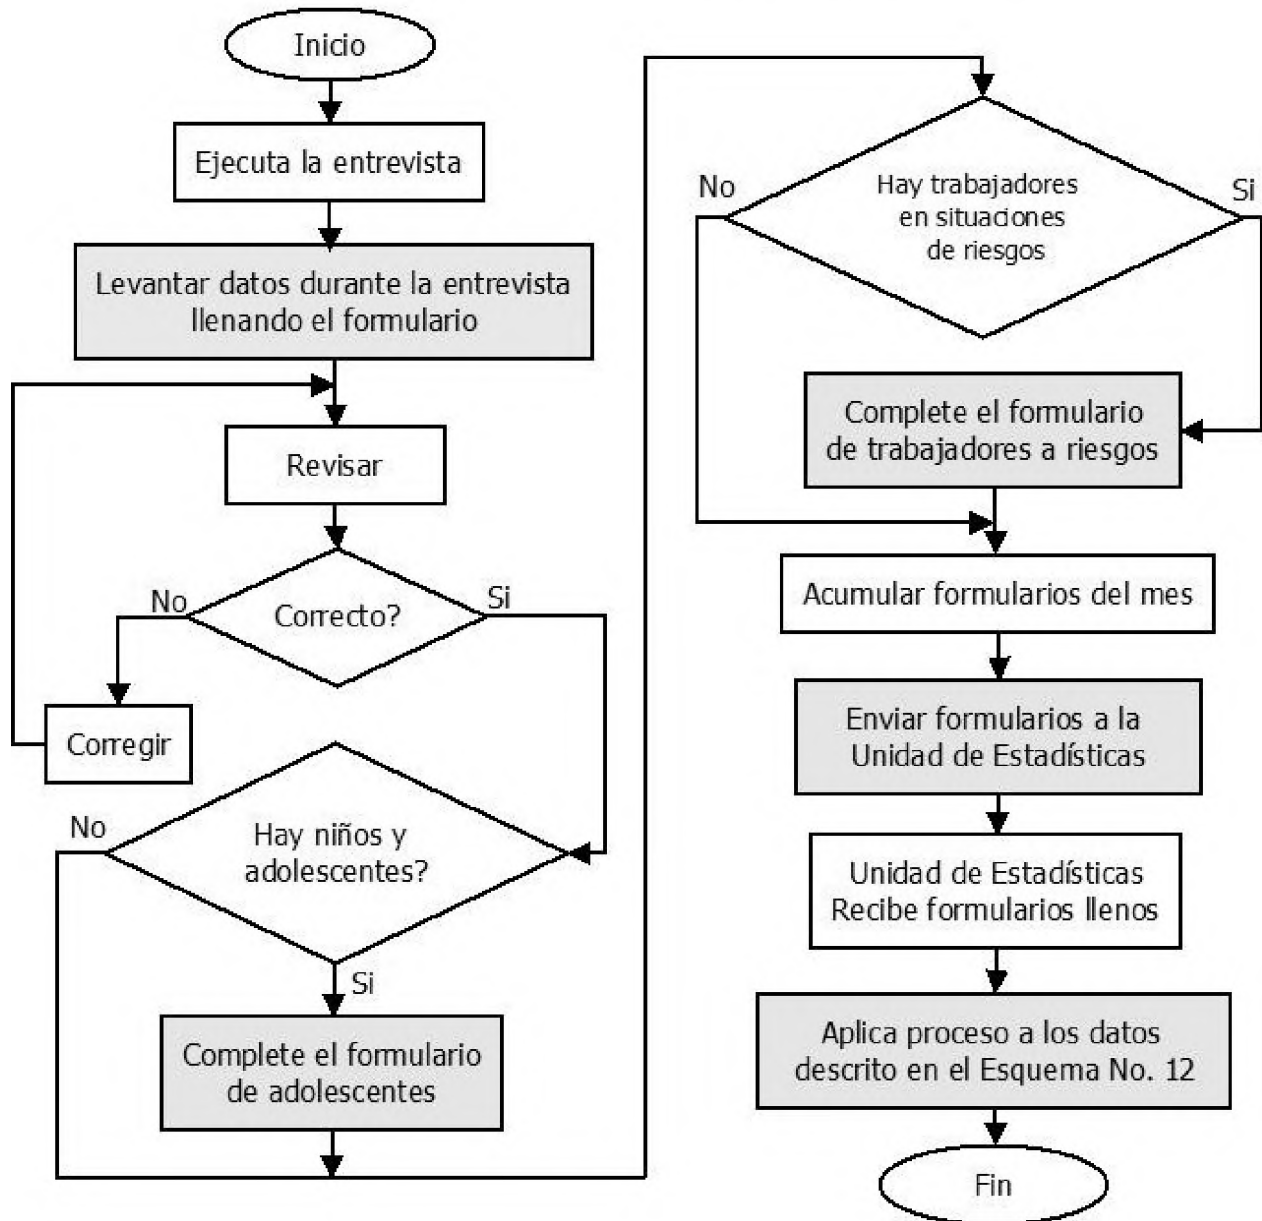 Inicio
Ejecuta la entrevista
Levantar datos durante la entrevista
llenando el formulario
Revisar
No
Correcto?
Si
Corregir
No
Hay niños y
adolescentes?
Si
Complete el formulario
de adolescentes
No
Hay trabajadores
en situaciones
de riesgos
Si
Complete el formulario
de trabajadores a riesgos
Acumular formularios del mes
Enviar formularios a la
Unidad de Estadísticas
Unidad de Estadísticas
Recibe formularios llenos
Aplica proceso a los datos
descrito en el Esquema No. 12
Fin